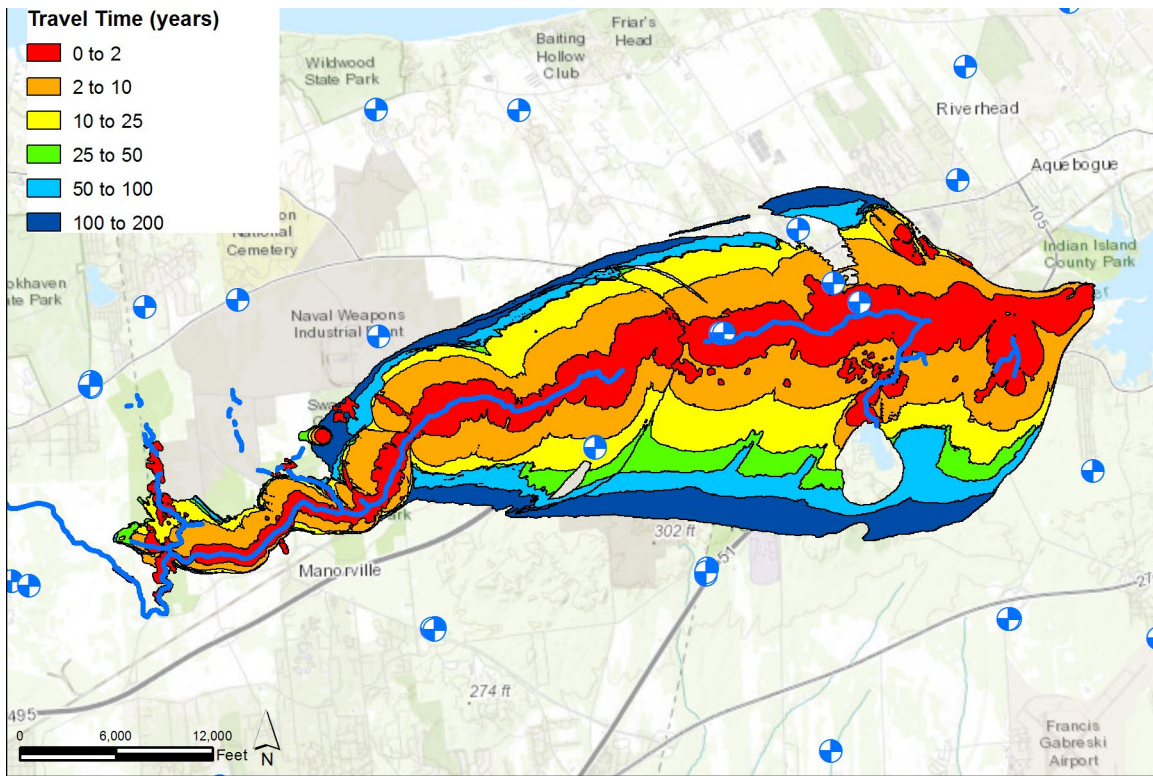 Travel Time (years)
0 to 2
2 to 10
10 to 25
25 to 50
50 to 100
100 to 200
Friar's
Head
Baiting
Hollow
Club
Wildwood
State Park
Riverhead
Aquebogue
105
National
Cemetery
Indian Island
County Park
Naval Weapons
Industrial
Manorville
302 ft
51
274 ft
495
0 6,000 12,000
Feet
N
Francis
Gabreski
Airport